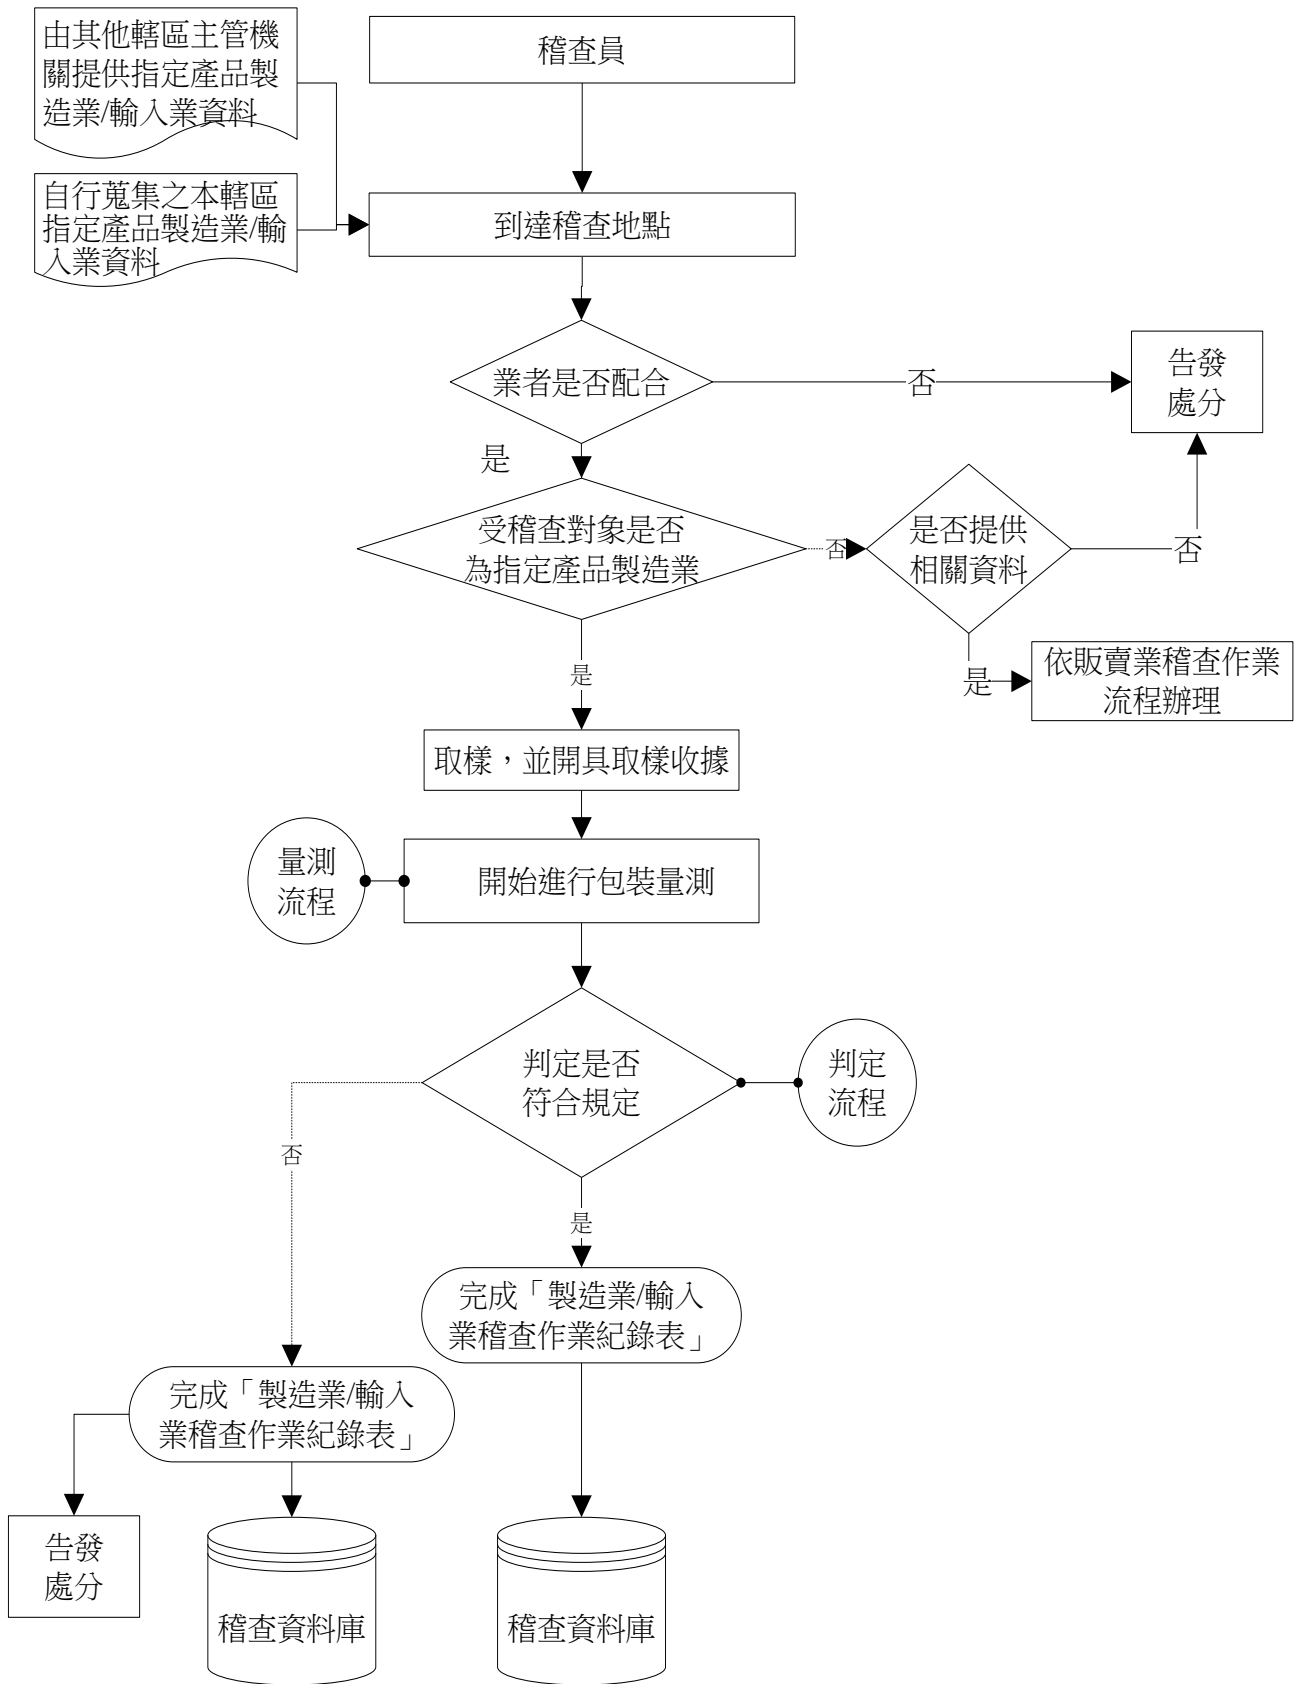 由其他轄區主管機
關提供指定產品製
造業/輸入業資料
稽查員
自行蒐集之本轄區
指定產品製造業/輸
入業資料
到達稽查地點
業者是否配合
否
告發
處分
是
受稽查對象是否
為指定產品製造業
否
是否提供
相關資料
否
是
是
依販賣業稽查作業
流程辦理
取樣，並開具取樣收據
量測
流程
開始進行包裝量測
判定是否
符合規定
判定
流程
否
是
完成「製造業/輸入
業稽查作業紀錄表」
完成「製造業/輸入
業稽查作業紀錄表」
告發
處分
稽查資料庫
稽查資料庫